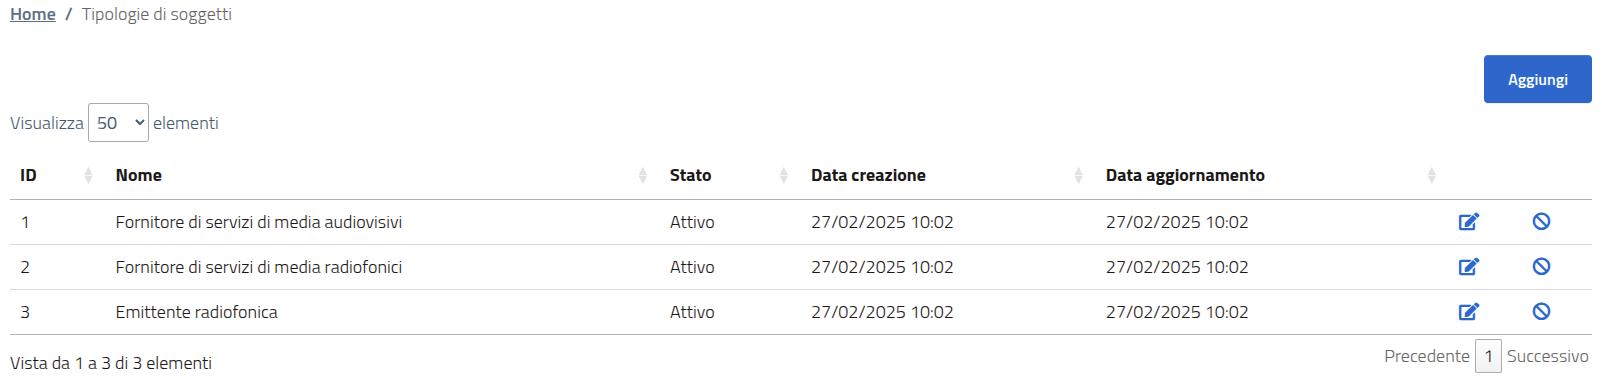 Home / Tipologie di soggetti
Aggiungi
Visualizza 50 elementi
ID Nome Stato Data creazione Data aggiornamento
1 Fornitore di servizi di media audiovisivi Attivo 27/02/2025 10:02 27/02/2025 10:02
2 Fornitore di servizi di media radiofonici Attivo 27/02/2025 10:02 27/02/2025 10:02
3 Emittente radiofonica Attivo 27/02/2025 10:02 27/02/2025 10:02
Vista da 1 a 3 di 3 elementi
Precedente 1 Successivo